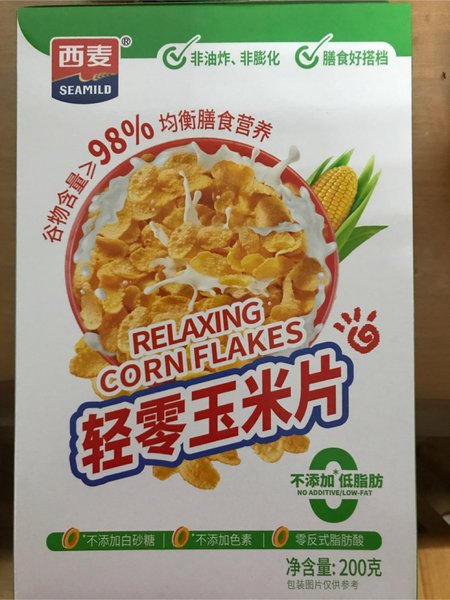 西麦®
SEAMILD
非油炸、非膨化
膳食好搭档
谷物含量≥98% 均衡膳食营养
RELAXING
CORN FLAKES
轻零玉米片
0
不添加*低脂肪
NO ADDITIVE/LOW-FAT
*不添加白砂糖
*不添加色素
零反式脂肪酸
净含量: 200克
包装图片仅供参考